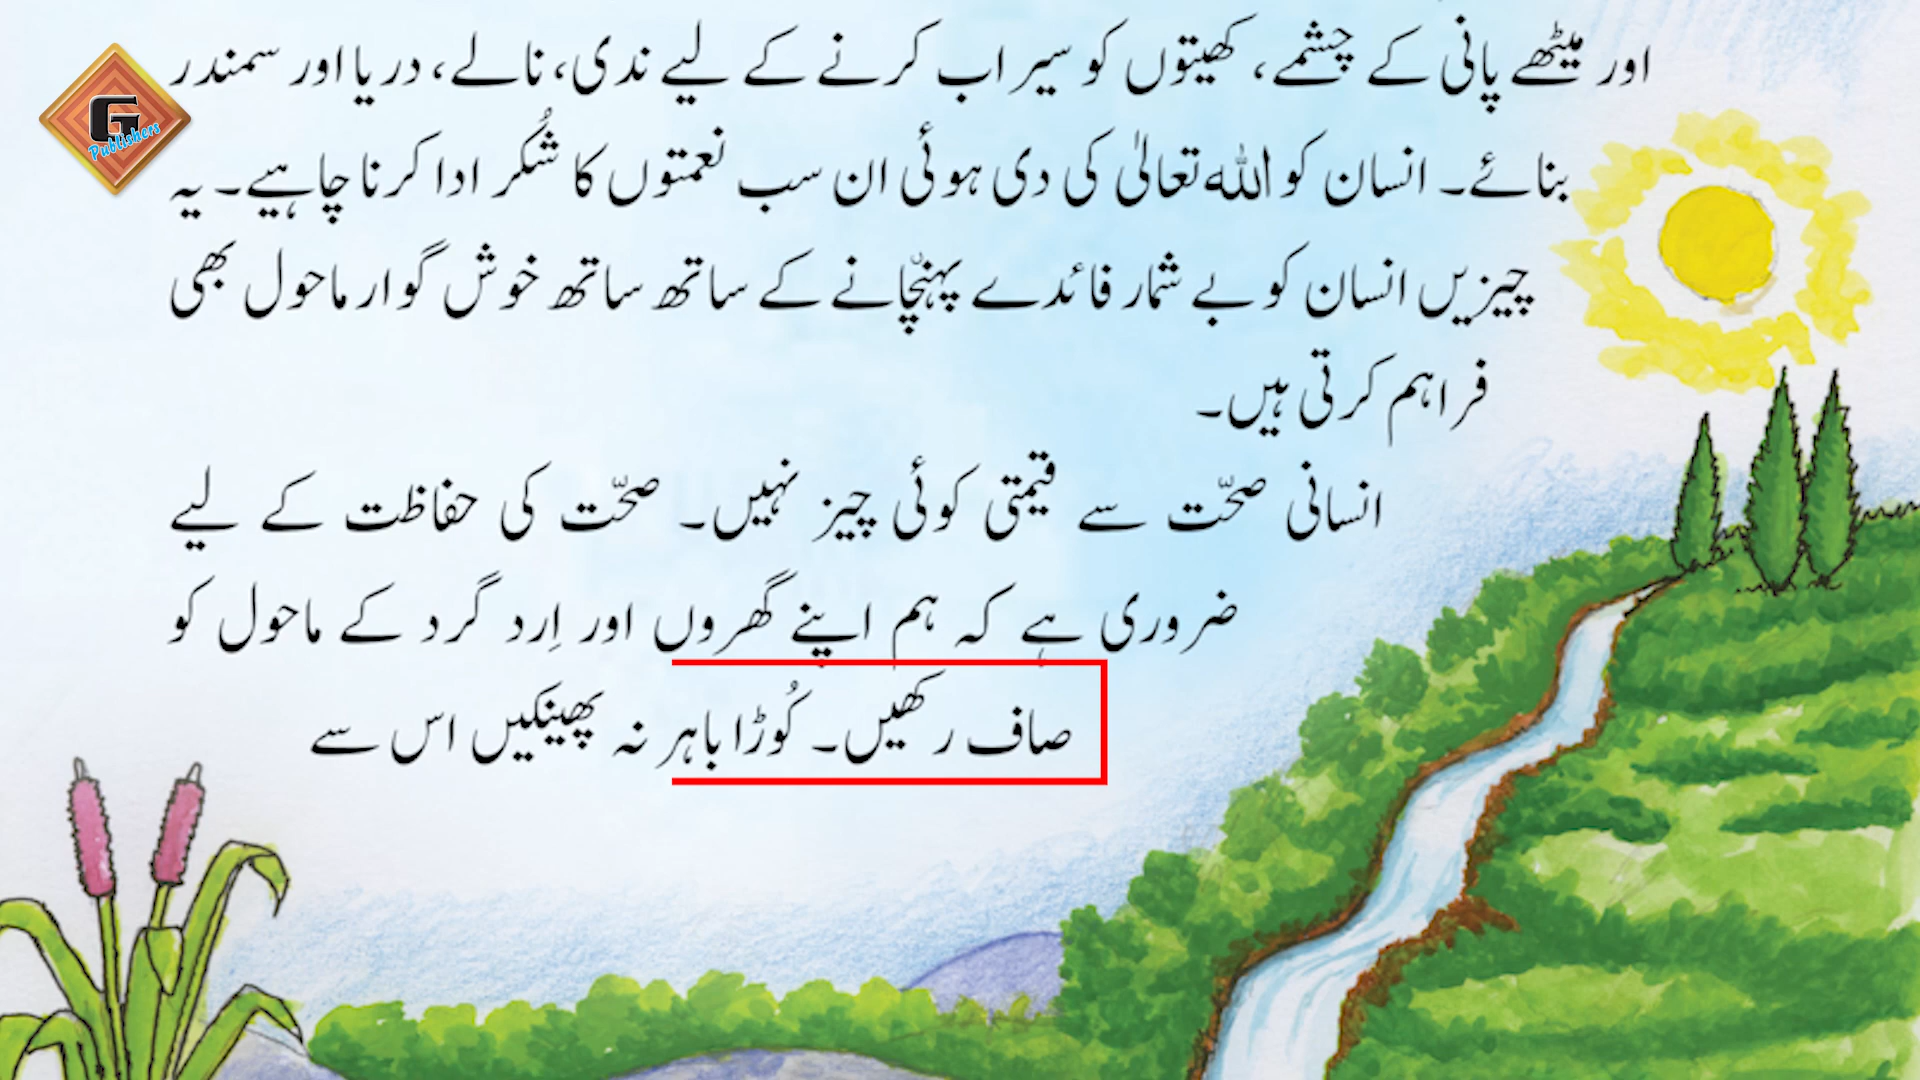 اور میٹھے پانی کے چشمے، کھیتوں کو سیر اب کرنے کے لیے ندی، نالے، دریا اور سمندر
بنائے۔ انسان کو اللہ تعالیٰ کی دی ہوئی ان سب نعمتوں کا شُکر ادا کرنا چاہیے۔ یہ
چیزیں انسان کو بے شمار فائدے پہنچانے کے ساتھ ساتھ خوش گوار ماحول بھی
فراہم کرتی ہیں۔
انسانی صحّت سے قیمتی کوئی چیز نہیں۔ صحّت کی حفاظت کے لیے
ضروری ہے کہ ہم اپنے گھروں اور اِرد گرد کے ماحول کو
صاف رکھیں۔ کُوڑا باہر نہ پھینکیں اس سے
G
Publishers